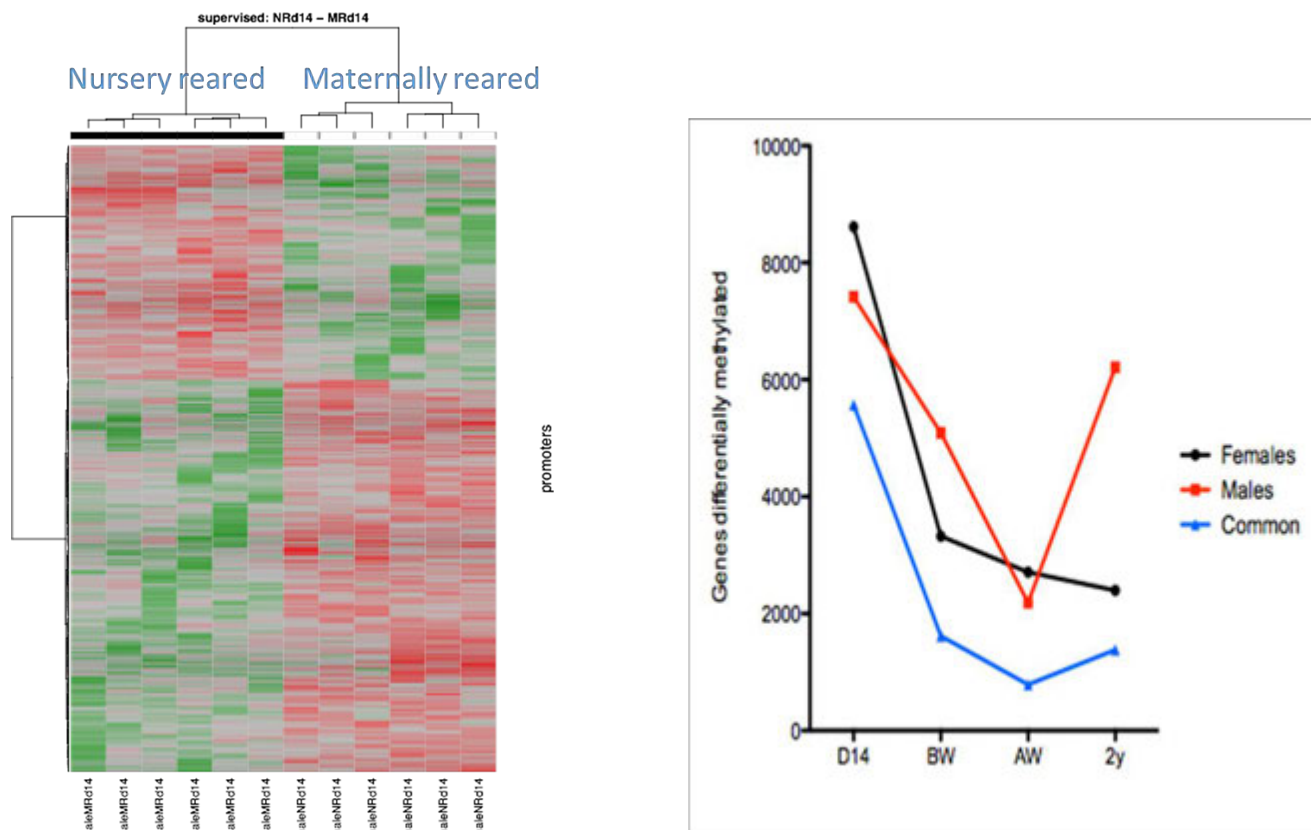 supervised: NRd14 – MRd14
Nursery reared
Maternally reared
promoters
aleMRd14
aleMRd14
aleMRd14
aleMRd14
aleMRd14
aleMRd14
aleNRd14
aleNRd14
aleNRd14
aleNRd14
aleNRd14
aleNRd14
Genes differentially methylated
10000
8000
6000
4000
2000
0
D14
BW
AW
2y
Females
Males
Common